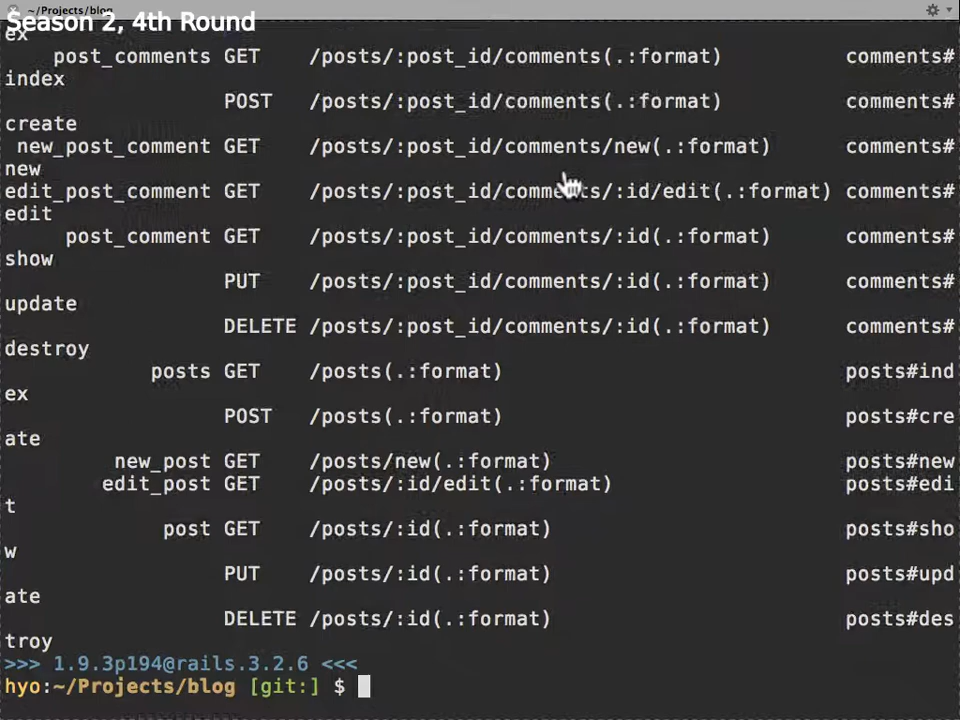 ~/Projects/blog
Season 2, 4th Round
ex
post_comments GET /posts/:post_id/comments(.:format) comments#
index
POST /posts/:post_id/comments(.:format) comments#
create
new_post_comment GET /posts/:post_id/comments/new(.:format) comments#
new
edit_post_comment GET /posts/:post_id/comments/:id/edit(.:format) comments#
edit
post_comment GET /posts/:post_id/comments/:id(.:format) comments#
show
PUT /posts/:post_id/comments/:id(.:format) comments#
update
DELETE /posts/:post_id/comments/:id(.:format) comments#
destroy
posts GET /posts(.:format) posts#ind
ex
POST /posts(.:format) posts#cre
ate
new_post GET /posts/new(.:format) posts#new
edit_post GET /posts/:id/edit(.:format) posts#edi
t
post GET /posts/:id(.:format) posts#sho
w
PUT /posts/:id(.:format) posts#upd
ate
DELETE /posts/:id(.:format) posts#des
troy
>>> 1.9.3p194@rails.3.2.6 <<<
hyo:~/Projects/blog [git:] $